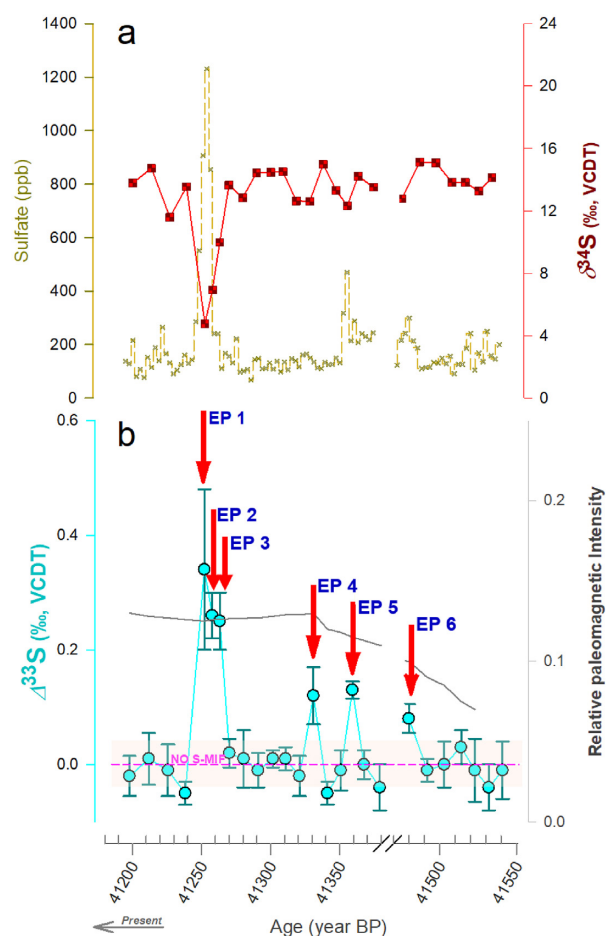 a
1400
1200
1000
800
600
400
200
0
Sulfate (ppb)
24
20
16
12
8
4
0
δ34S (‰, VCDT)
b
0.6
0.4
0.2
0.0
Δ33S (‰, VCDT)
EP 1
EP 2
EP 3
EP 4
EP 5
EP 6
NO S-MIF
0.2
0.1
0.0
Relative paleomagnetic Intensity
41200
41250
41300
41350
41500
41550
Present
Age (year BP)